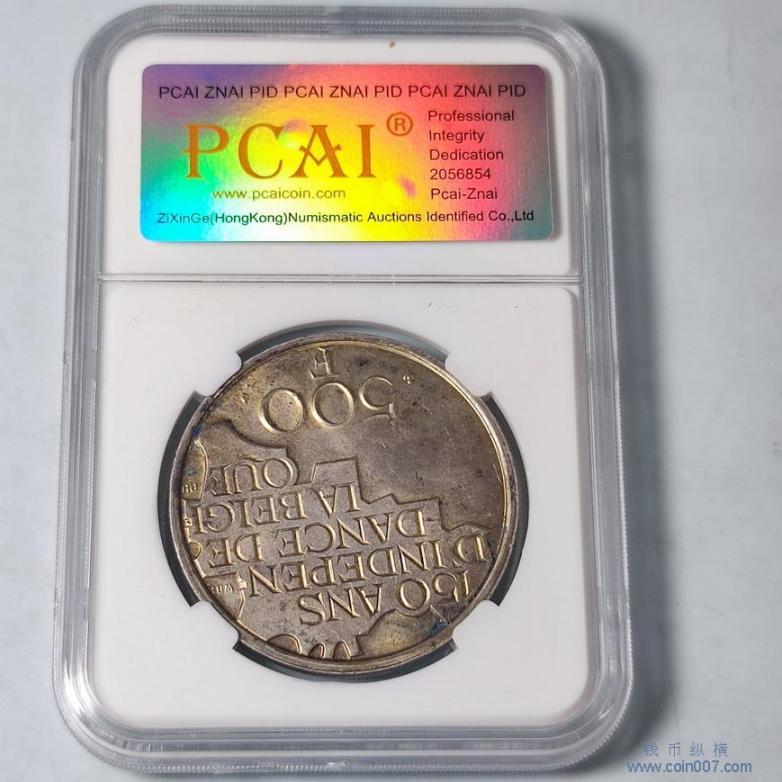 PCAI ZNAI PID PCAI ZNAI PID PCAI ZNAI PID
PCAI®
Professional
Integrity
Dedication
2056854
www.pcaicoin.com
Pcai-Znai
ZiXinGe(HongKong)Numismatic Auctions Identified Co.,Ltd
150 ANS
D'INDEPEN
DANCE DE
LA BELGI
QUE
500
F
钱币纵横
www.coin007.com